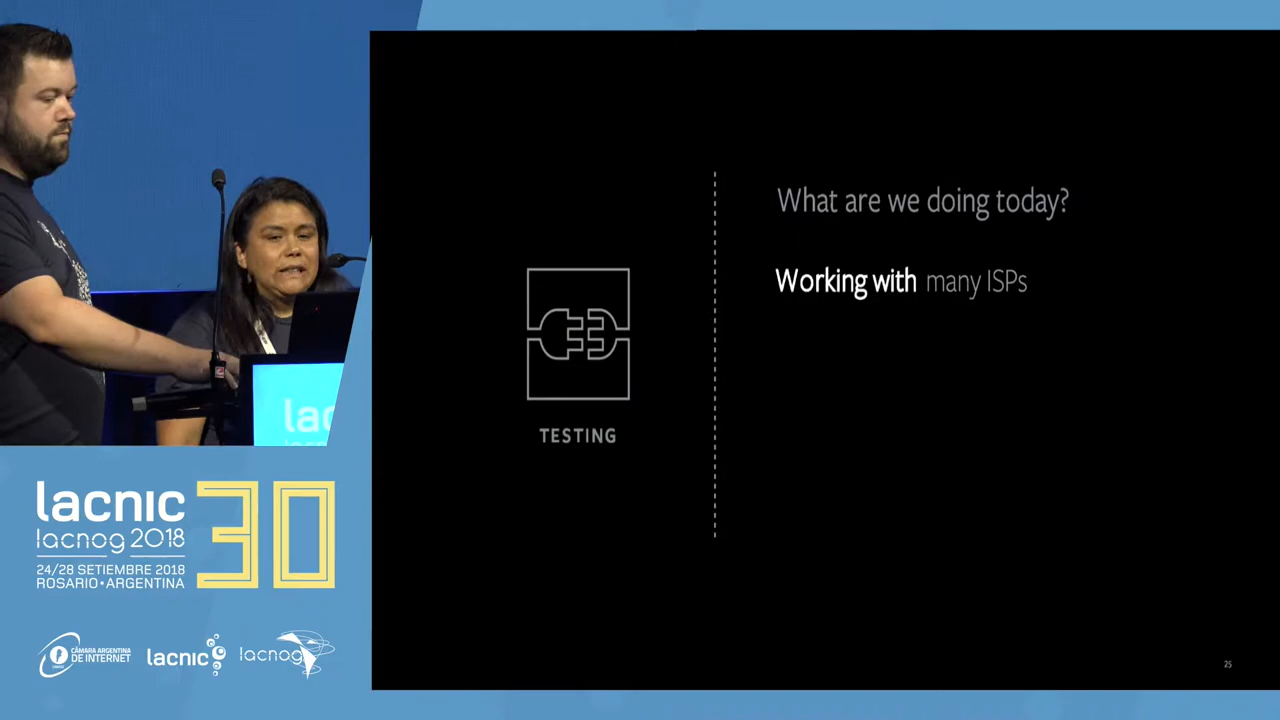 What are we doing today?
Working with many ISPs
TESTING
25
lac
lacnic 30
lacnog 2018
24/28 SETIEMBRE 2018
ROSARIO•ARGENTINA
CÁMARA ARGENTINA
DE INTERNET
lacnic
lacnog